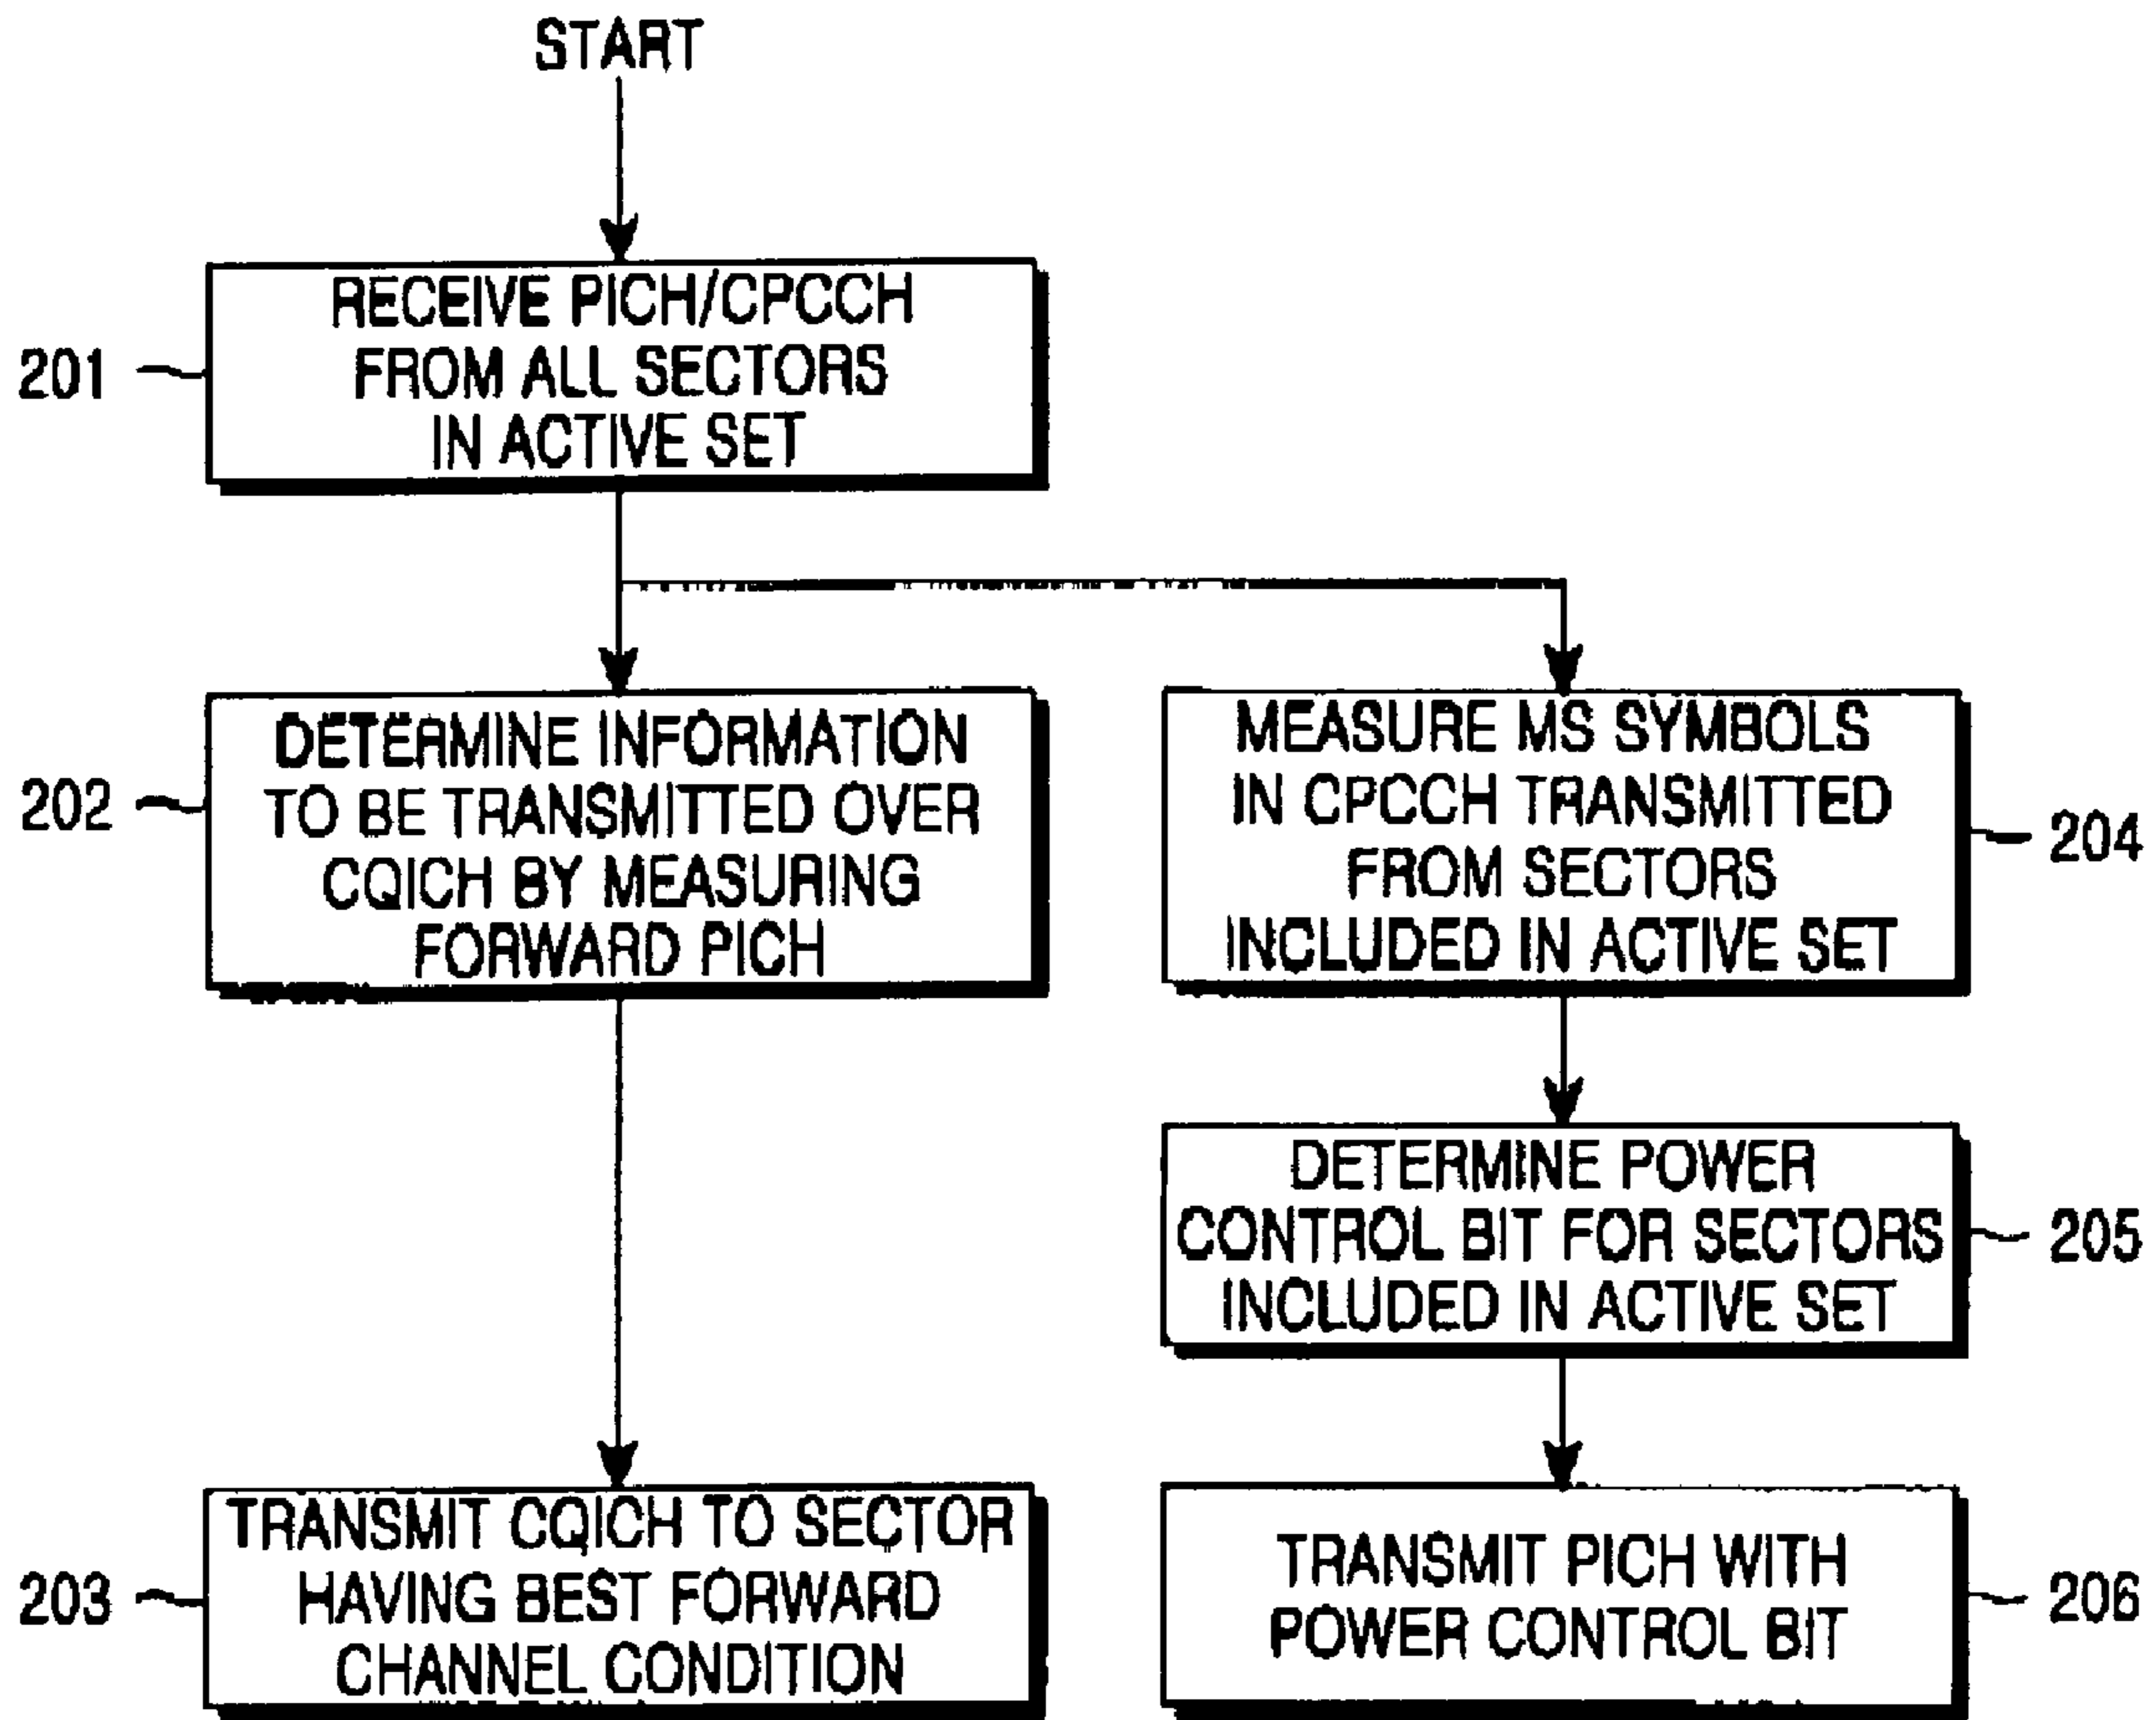 START
201
RECEIVE PICH/CPCCH
FROM ALL SECTORS
IN ACTIVE SET
202
DETERMINE INFORMATION
TO BE TRANSMITTED OVER
CQICH BY MEASURING
FORWARD PICH
203
TRANSMIT CQICH TO SECTOR
HAVING BEST FORWARD
CHANNEL CONDITION
MEASURE MS SYMBOLS
IN CPCCH TRANSMITTED
FROM SECTORS
INCLUDED IN ACTIVE SET
204
DETERMINE POWER
CONTROL BIT FOR SECTORS
INCLUDED IN ACTIVE SET
205
TRANSMIT PICH WITH
POWER CONTROL BIT
206